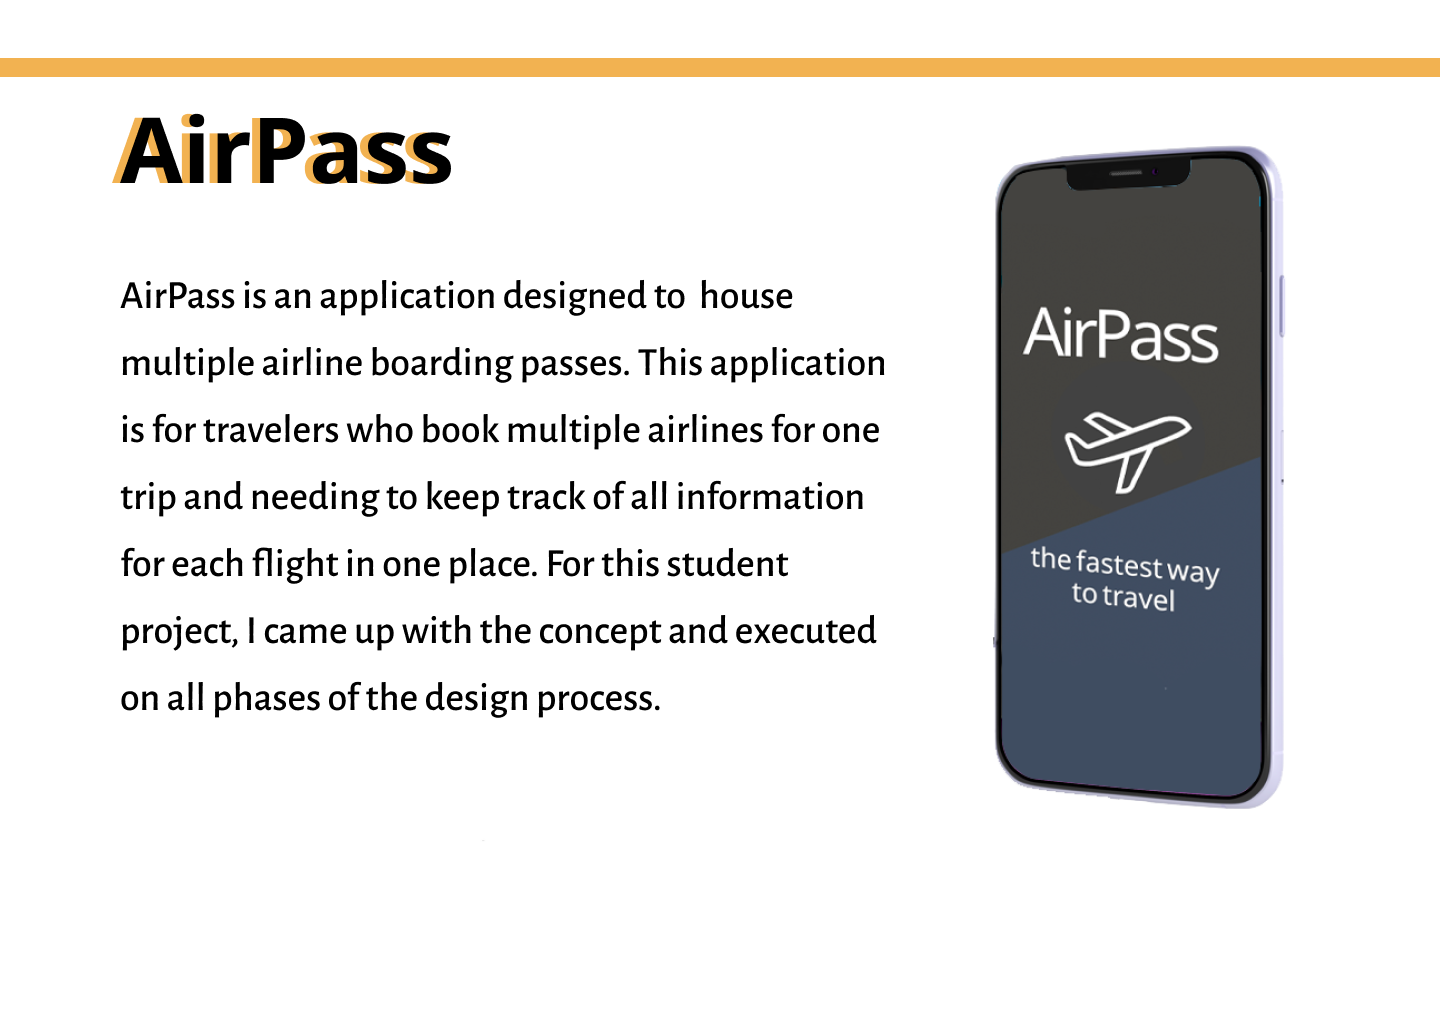 AirPass
AirPass is an application designed to  house
multiple airline boarding passes. This application
is for travelers who book multiple airlines for one
trip and needing to keep track of all information
for each flight in one place. For this student
project, I came up with the concept and executed
on all phases of the design process.
AirPass
the fastest way
to travel